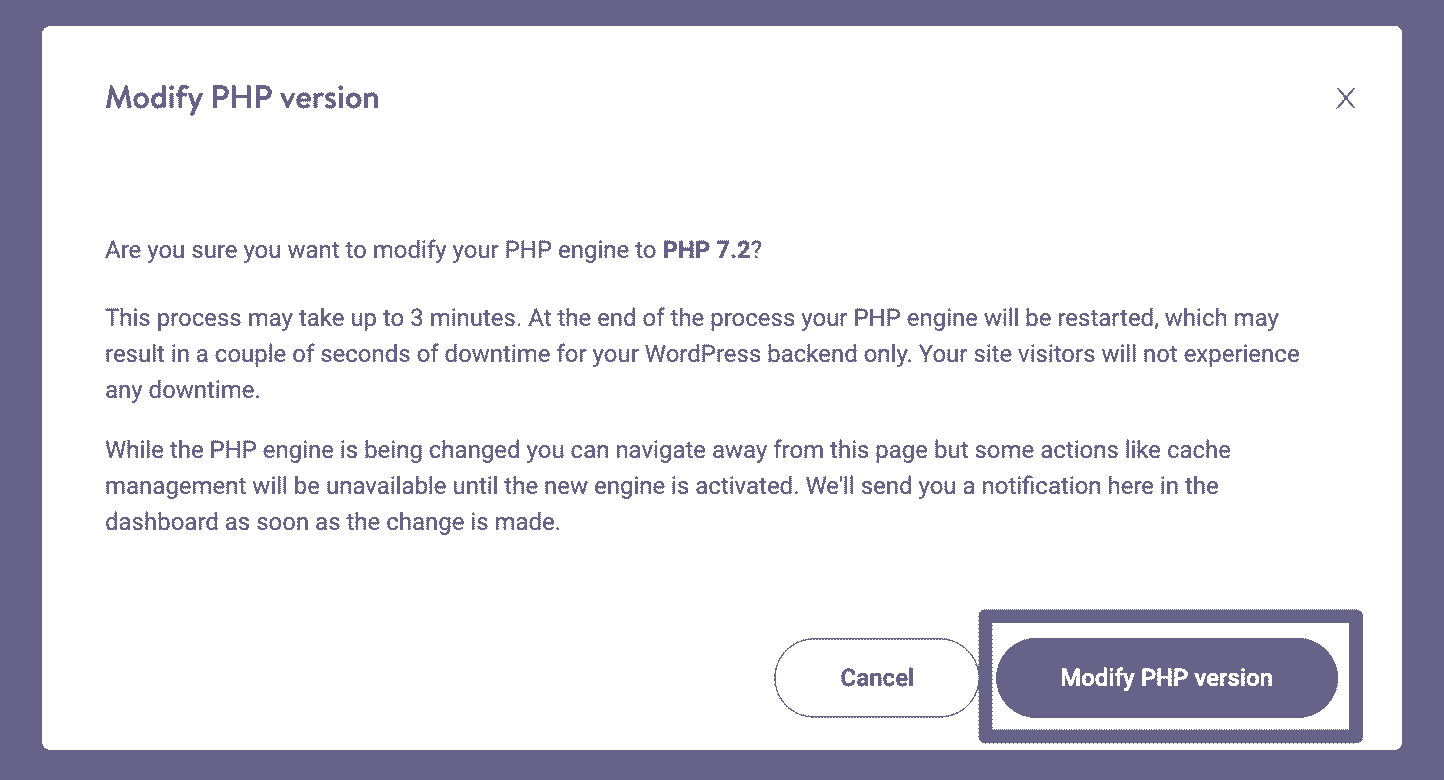 Modify PHP version
Are you sure you want to modify your PHP engine to PHP 7.2?
This process may take up to 3 minutes. At the end of the process your PHP engine will be restarted, which may
result in a couple of seconds of downtime for your WordPress backend only. Your site visitors will not experience
any downtime.
While the PHP engine is being changed you can navigate away from this page but some actions like cache
management will be unavailable until the new engine is activated. We'll send you a notification here in the
dashboard as soon as the change is made.
Cancel
Modify PHP version